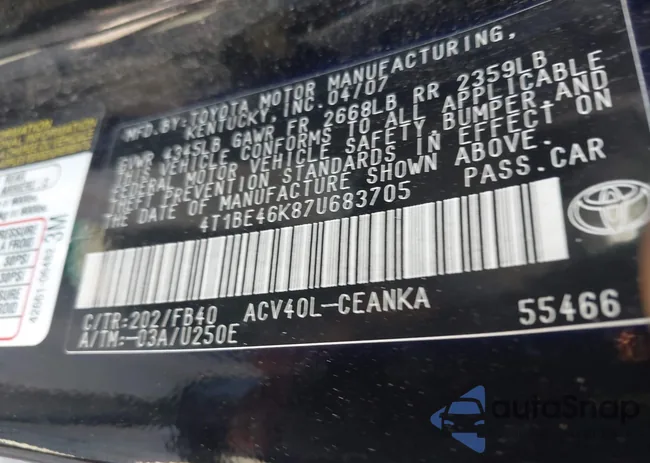 MFD.BY:TOYOTA MOTOR MANUFACTURING,
KENTUCKY, INC. 04/07
GVWR 4345LB GAWR FR 2668LB RR 2359LB
THIS VEHICLE CONFORMS TO ALL APPLICABLE
FEDERAL MOTOR VEHICLE SAFETY, BUMPER, AND
THEFT PREVENTION STANDARDS IN EFFECT ON
THE DATE OF MANUFACTURE SHOWN ABOVE.
4T1BE46K87U683705 PASS.CAR
C/TR:202/FB40 ACV40L-CEANKA 55466
A/TM:-03A/U250E
3M
autoSnap